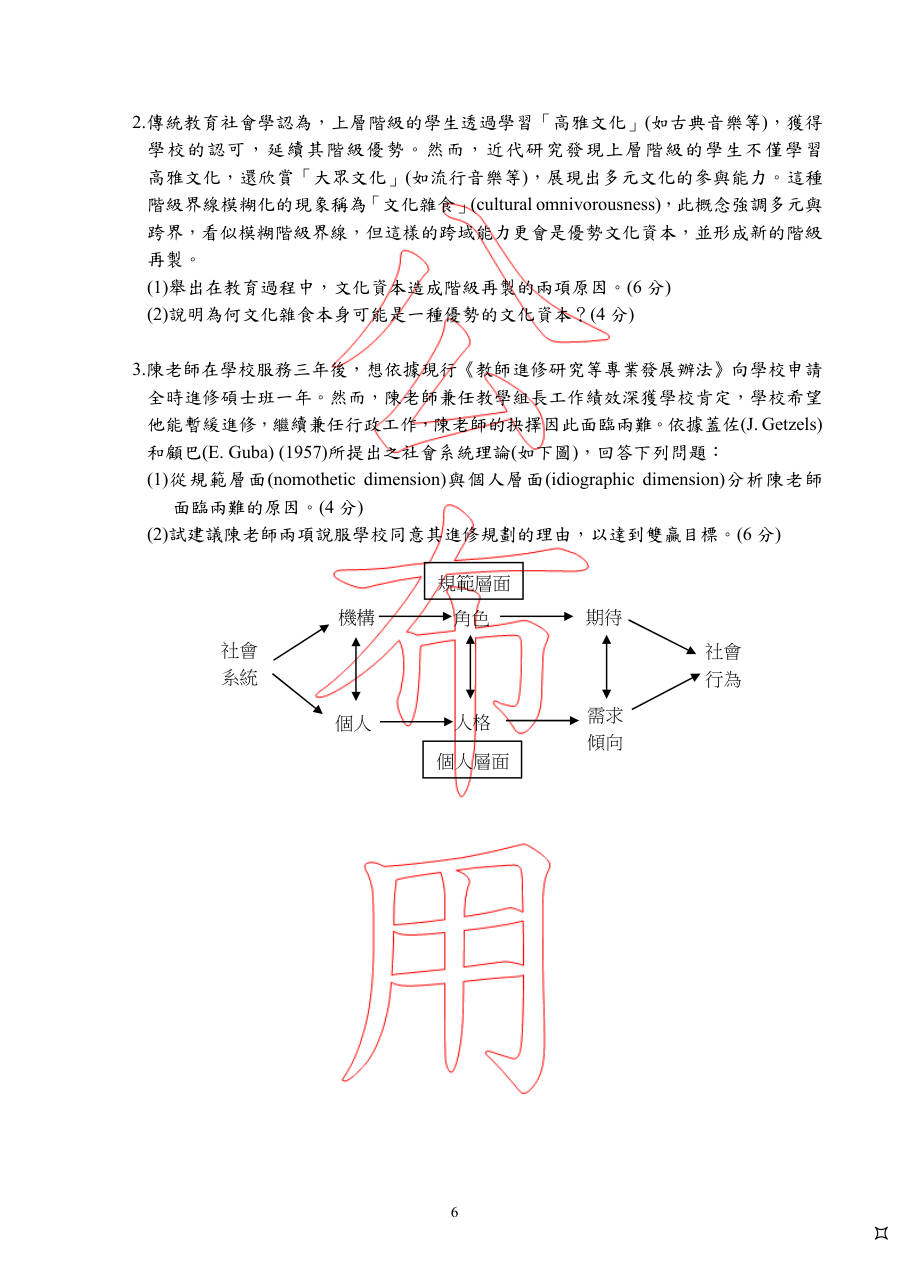 2.傳統教育社會學認為，上層階級的學生透過學習「高雅文化」(如古典音樂等)，獲得
學校的認可，延續其階級優勢。然而，近代研究發現上層階級的學生不僅學習
高雅文化，還欣賞「大眾文化」(如流行音樂等)，展現出多元文化的參與能力。這種
階級界線模糊化的現象稱為「文化雜食」(cultural omnivorousness)，此概念強調多元與
跨界，看似模糊階級界線，但這樣的跨域能力更會是優勢文化資本，並形成新的階級
再製。
(1)舉出在教育過程中，文化資本造成階級再製的兩項原因。(6 分)
(2)說明為何文化雜食本身可能是一種優勢的文化資本？(4 分)
3.陳老師在學校服務三年後，想依據現行《教師進修研究等專業發展辦法》向學校申請
全時進修碩士班一年。然而，陳老師兼任教學組長工作績效深獲學校肯定，學校希望
他能暫緩進修，繼續兼任行政工作，陳老師的抉擇因此面臨兩難。依據蓋佐(J. Getzels)
和顧巴(E. Guba) (1957)所提出之社會系統理論(如下圖)，回答下列問題：
(1)從規範層面(nomothetic dimension)與個人層面(idiographic dimension)分析陳老師
面臨兩難的原因。(4 分)
(2)試建議陳老師兩項說服學校同意其進修規劃的理由，以達到雙贏目標。(6 分)
規範層面
機構 角色 期待
社會
系統
社會
行為
個人 人格 需求
傾向
個人層面
公
布
用
6